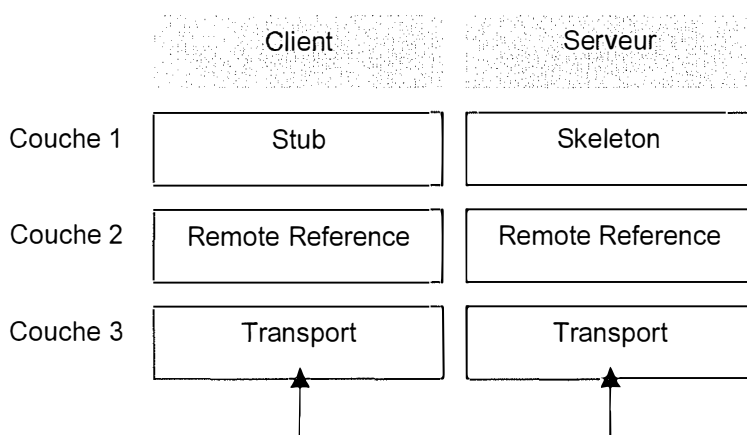 Client Serveur
Couche 1 Stub Skeleton
Couche 2 Remote Reference Remote Reference
Couche 3 Transport Transport